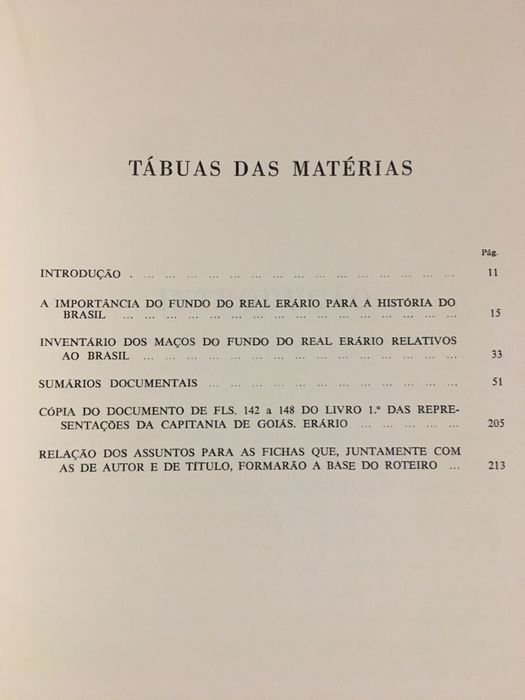 TÁBUAS DAS MATÉRIAS
Pág.
INTRODUÇÃO . ... ... ... ... ... ... ... ... ... ... ... ... ... ... ... 11
A IMPORTÂNCIA DO FUNDO DO REAL ERÁRIO PARA A HISTÓRIA DO
BRASIL ... ... ... ... ... ... ... ... ... ... ... ... ... ... ... ... 15
INVENTÁRIO DOS MAÇOS DO FUNDO DO REAL ERÁRIO RELATIVOS
AO BRASIL ... ... ... ... ... ... ... ... ... ... ... ... ... ... ... 33
SUMÁRIOS DOCUMENTAIS ... ... ... ... ... ... ... ... ... ... ... ... 51
CÓPIA DO DOCUMENTO DE FLS. 142 a 148 DO LIVRO 1.º DAS REPRE-
SENTAÇÕES DA CAPITANIA DE GOIÁS. ERÁRIO ... ... ... ... ... 205
RELAÇÃO DOS ASSUNTOS PARA AS FICHAS QUE, JUNTAMENTE COM
AS DE AUTOR E DE TÍTULO, FORMARÃO A BASE DO ROTEIRO ... 213